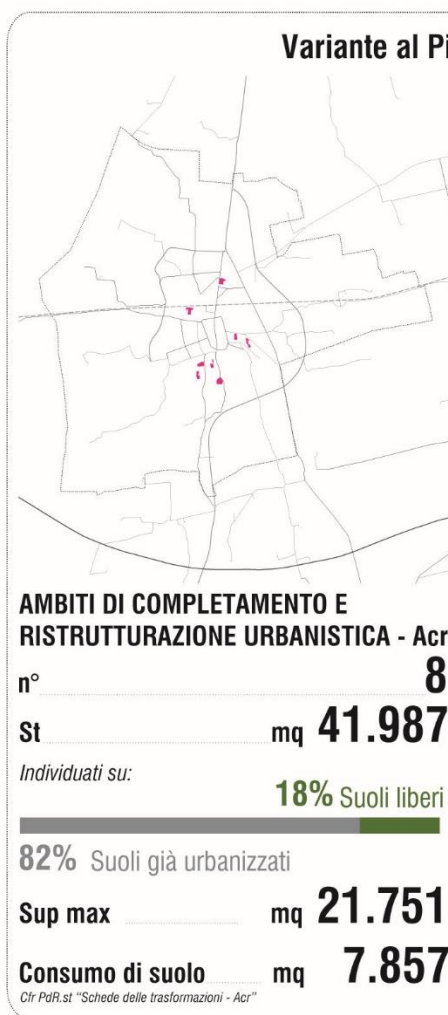 Variante al Pi
AMBITI DI COMPLETAMENTO E
RISTRUTTURAZIONE URBANISTICA - Acr
n° 8
St mq 41.987
Individuati su:
18% Suoli liberi
82% Suoli già urbanizzati
Sup max mq 21.751
Consumo di suolo mq 7.857
Cfr PdR.st "Schede delle trasformazioni - Acr"